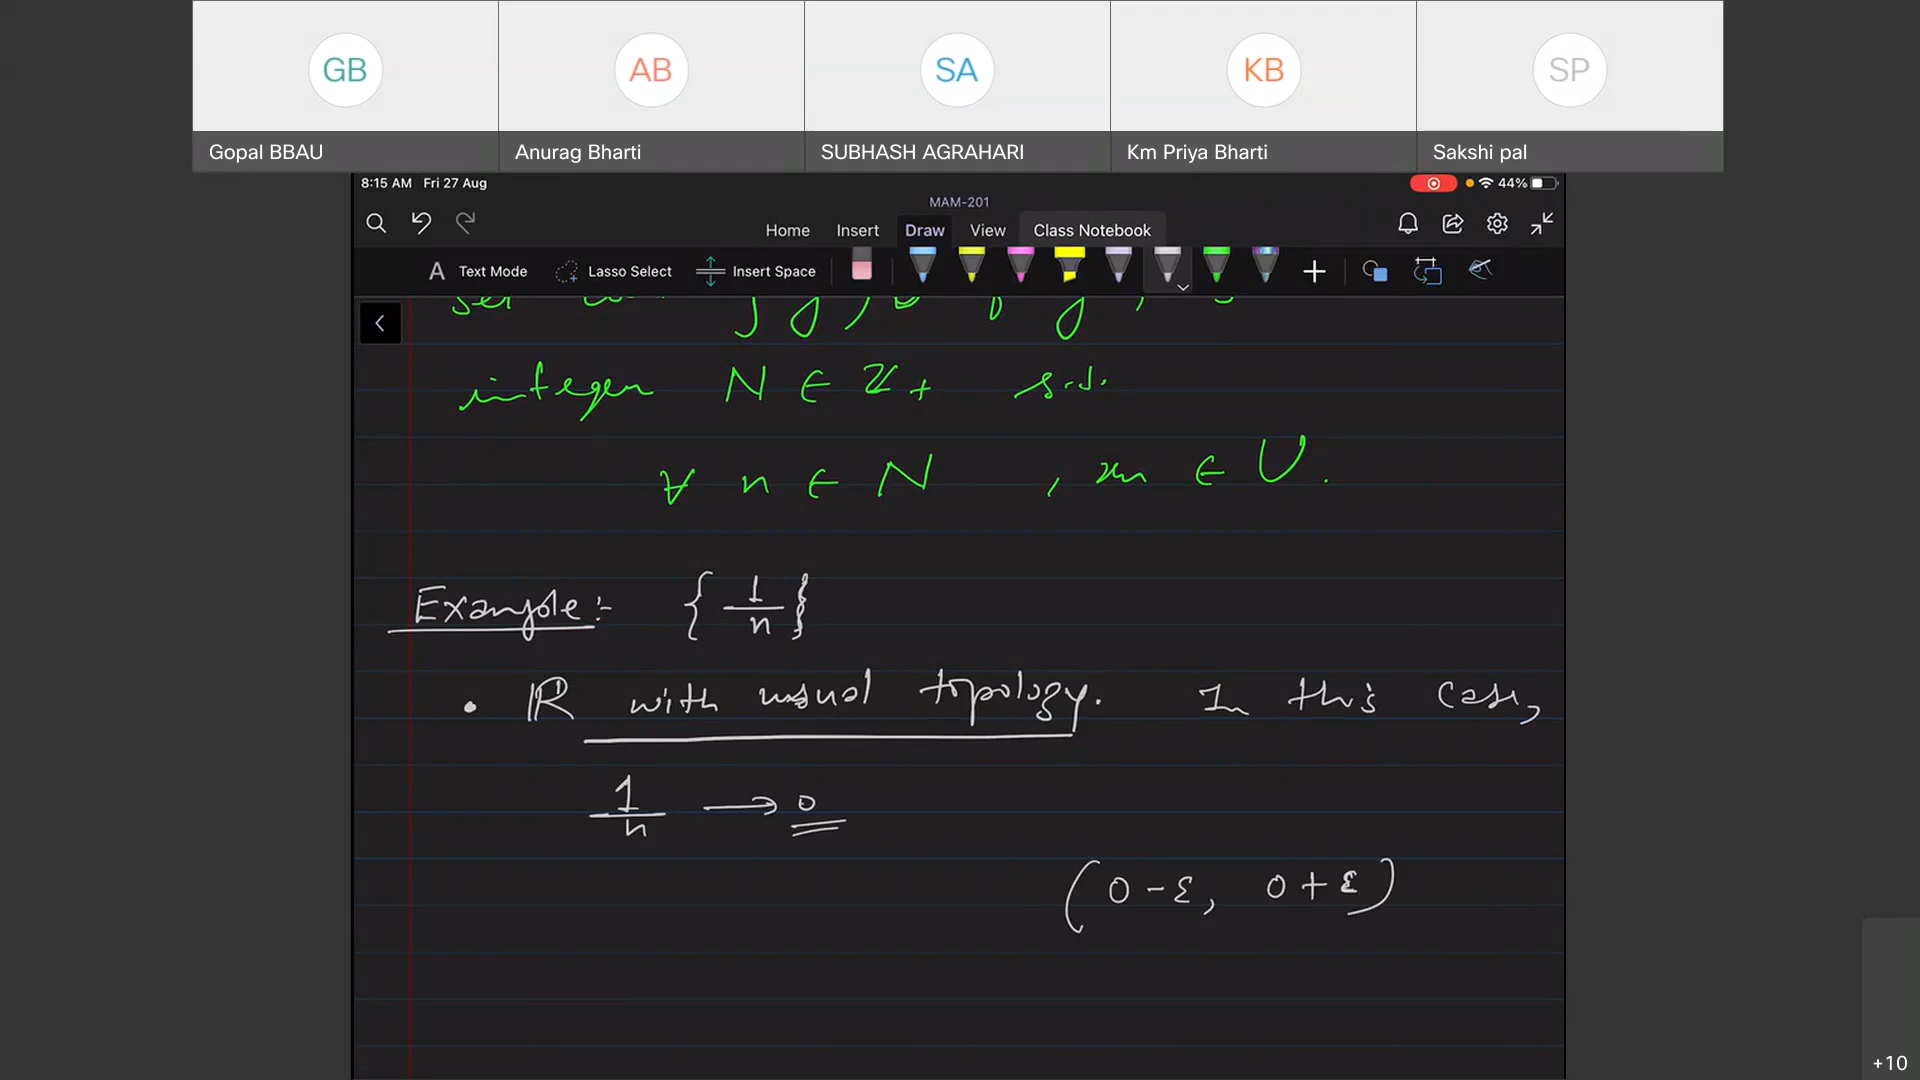 GB AB SA KB SP
Gopal BBAU Anurag Bharti SUBHASH AGRAHARI Km Priya Bharti Sakshi pal
8:15 AM Fri 27 Aug 44%
MAM-201
Home Insert Draw View Class Notebook
A Text Mode Lasso Select Insert Space
integer N ∈ ℤ+ s.t.
∀ n ∈ N , xn ∈ U.
Example:- { 1/n }
• ℝ with usual topology. In this case,
1/n → 0
(0-ε, 0+ε)
+10